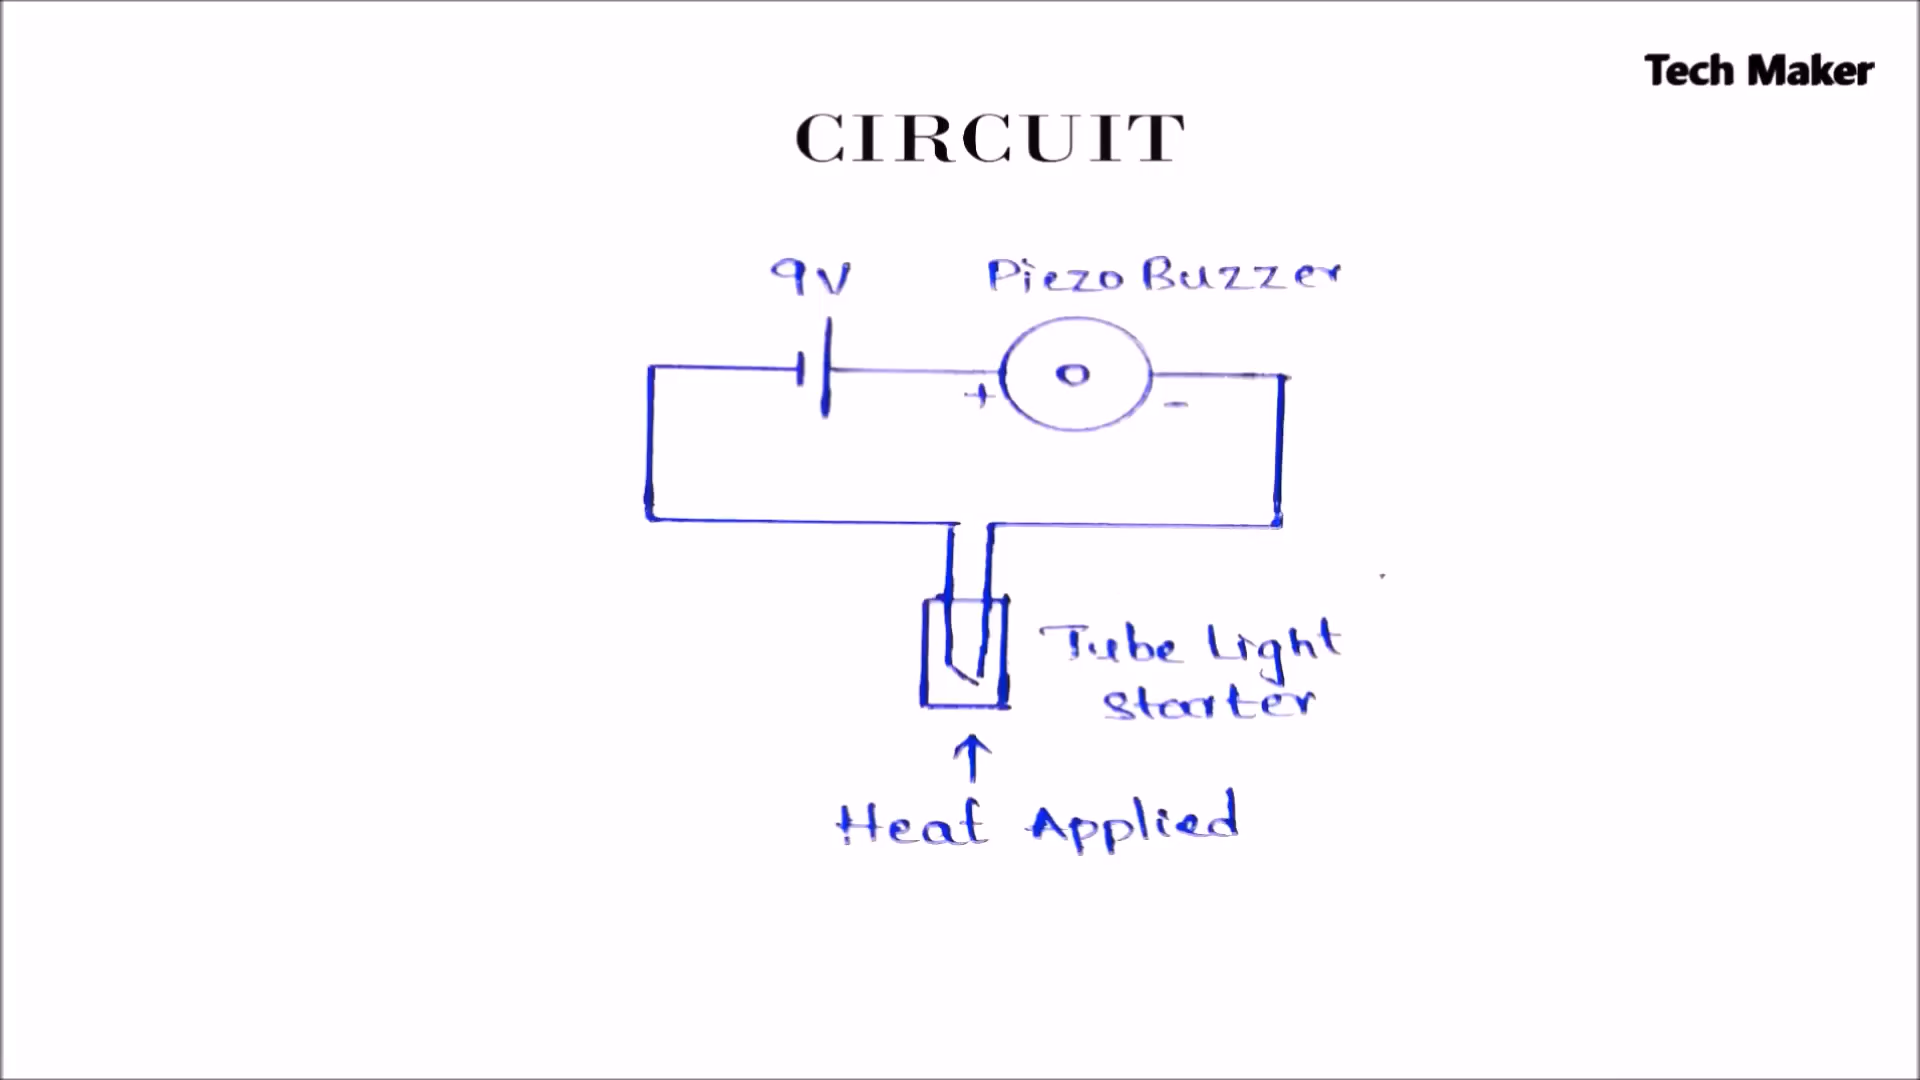 Tech Maker
CIRCUIT
9V
Piezo Buzzer
+
-
Tube Light
Starter
Heat Applied